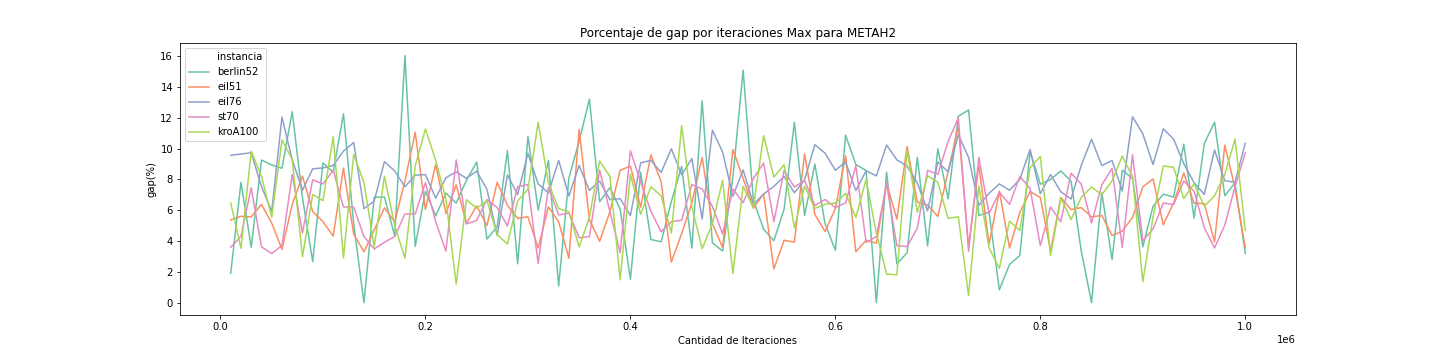 Porcentaje de gap por iteraciones Max para METAH2
instancia
berlin52
eil51
eil76
st70
kroA100
gap(%)
16
14
12
10
8
6
4
2
0
0.0 0.2 0.4 0.6 0.8 1.0
1e6
Cantidad de Iteraciones